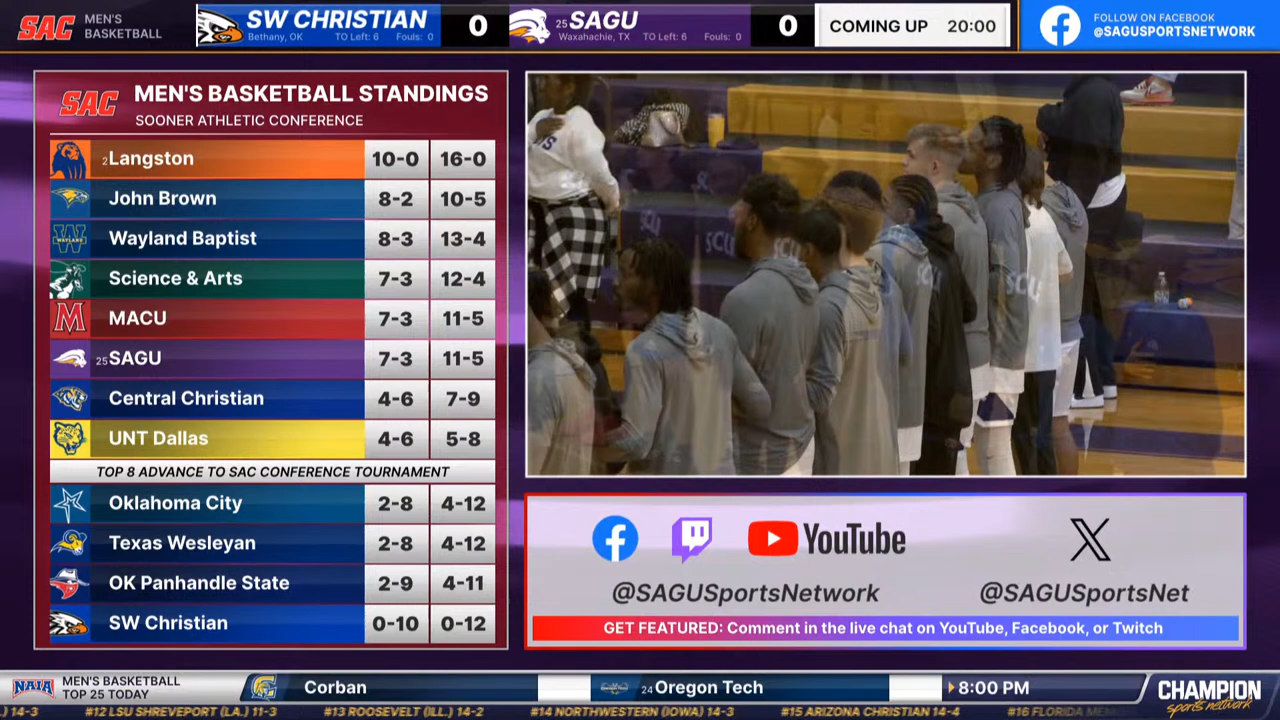 SAC
MEN'S
BASKETBALL
SW CHRISTIAN
Bethany, OK
TO Left: 6
Fouls: 0
0
25 SAGU
Waxahachie, TX
TO Left: 6
Fouls: 0
0
COMING UP 20:00
FOLLOW ON FACEBOOK
@SAGUSPORTSNETWORK
SAC
MEN'S BASKETBALL STANDINGS
SOONER ATHLETIC CONFERENCE
2 Langston 10-0 16-0
John Brown 8-2 10-5
WAYLAND
Wayland Baptist 8-3 13-4
Science & Arts 7-3 12-4
M
MACU 7-3 11-5
25 SAGU 7-3 11-5
Central Christian 4-6 7-9
UNT Dallas 4-6 5-8
TOP 8 ADVANCE TO SAC CONFERENCE TOURNAMENT
Oklahoma City 2-8 4-12
Texas Wesleyan 2-8 4-12
OK Panhandle State 2-9 4-11
SW Christian 0-10 0-12
SCU
SCU
SCU
SCU
YouTube
@SAGUSportsNetwork
@SAGUSportsNet
GET FEATURED: Comment in the live chat on YouTube, Facebook, or Twitch
NAIA
MEN'S BASKETBALL
TOP 25 TODAY
Corban
24 Oregon Tech
8:00 PM
CHAMPION
sports network
.) 14-3 #12 LSU SHREVEPORT (LA.) 11-3 #13 ROOSEVELT (ILL.) 14-2 #14 NORTHWESTERN (IOWA) 14-3 #15 ARIZONA CHRISTIAN 14-4 #16 FLORIDA